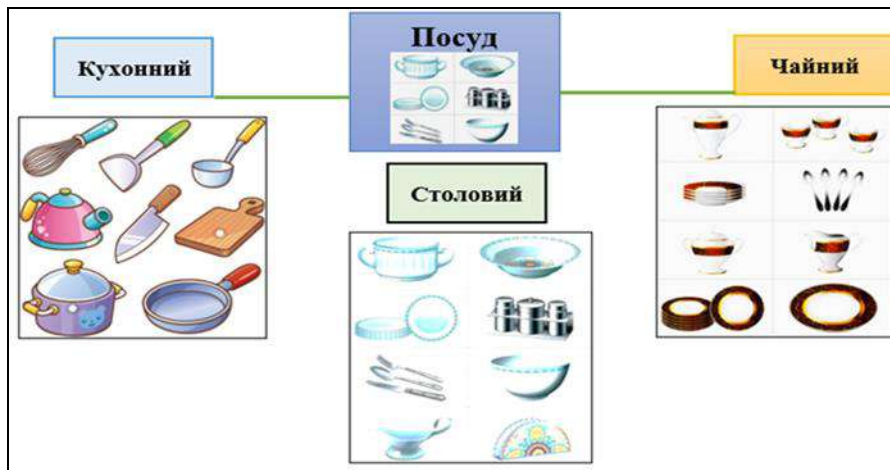 Посуд
Кухонний
Чайний
Столовий